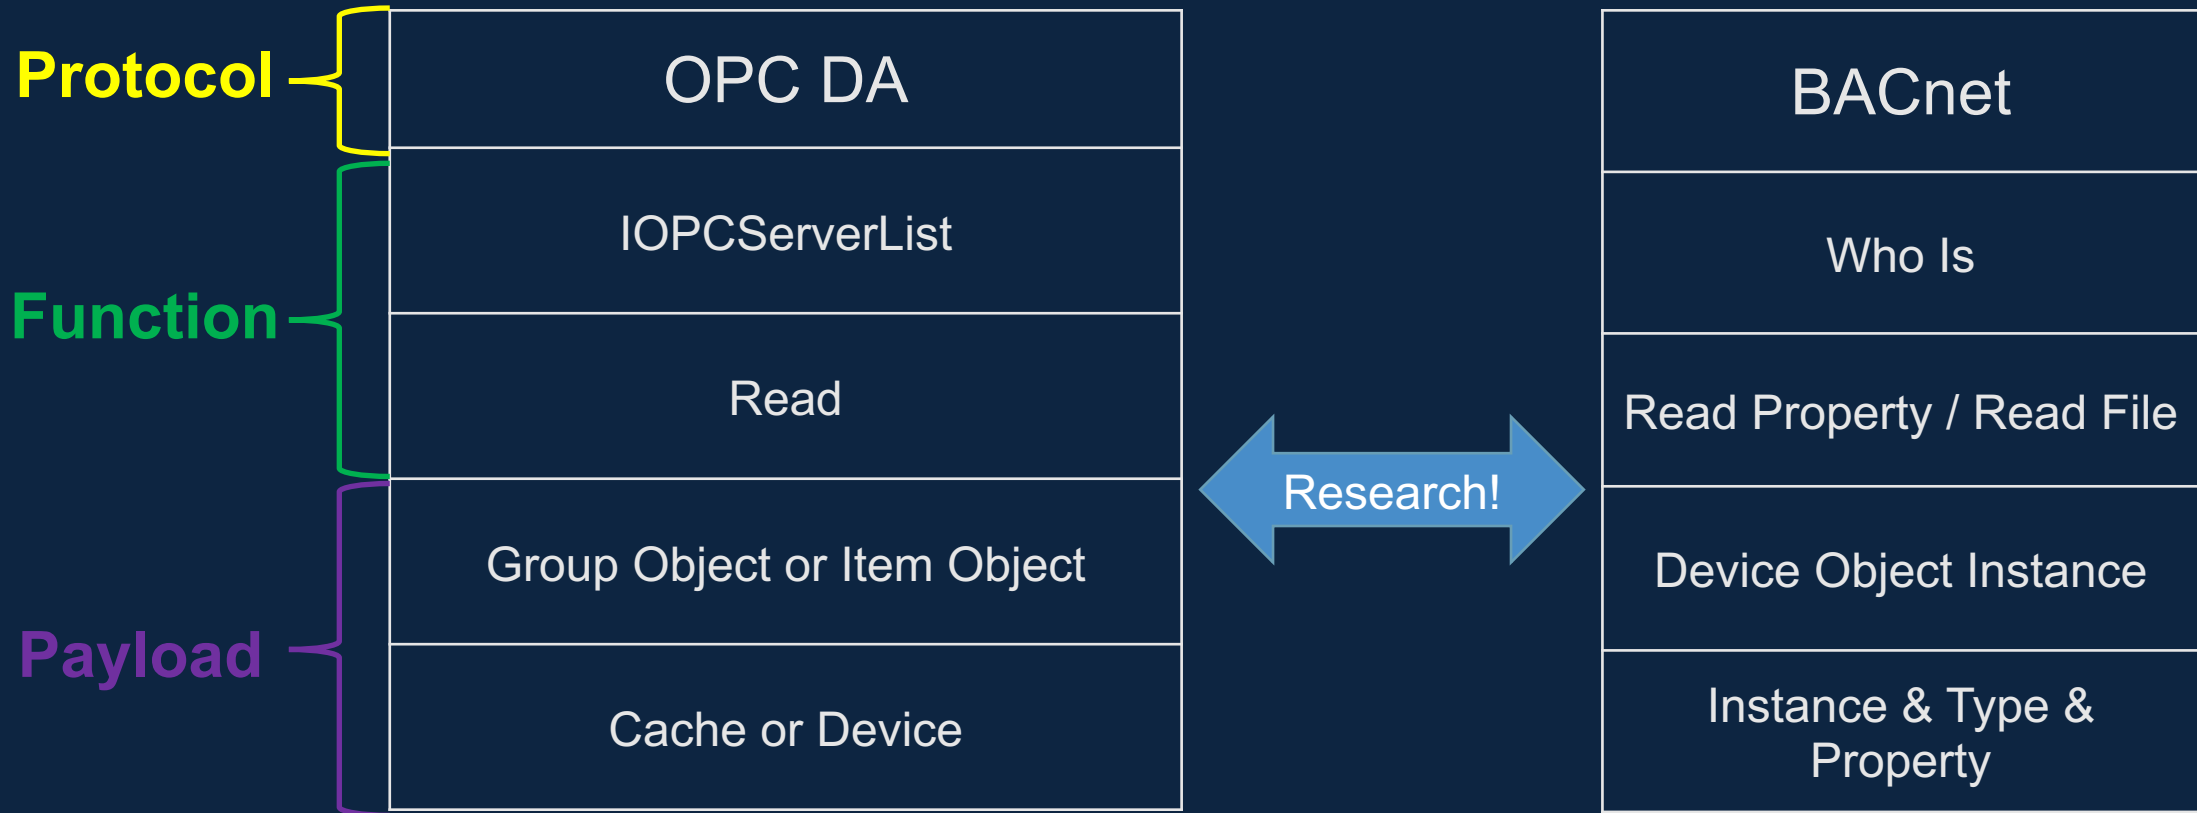 Protocol
Function
Payload
OPC DA
IOPCServerList
Read
Group Object or Item Object
Cache or Device
Research!
BACnet
Who Is
Read Property / Read File
Device Object Instance
Instance & Type &
Property